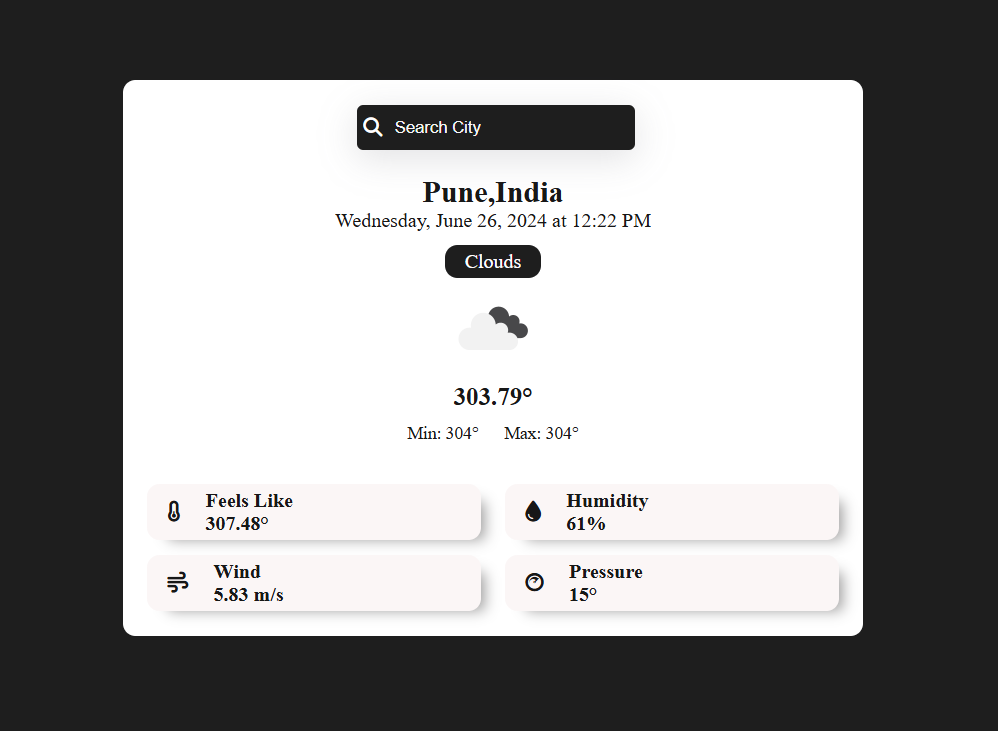 Search City
Pune,India
Wednesday, June 26, 2024 at 12:22 PM
Clouds
303.79°
Min: 304° Max: 304°
Feels Like
307.48°
Humidity
61%
Wind
5.83 m/s
Pressure
15°